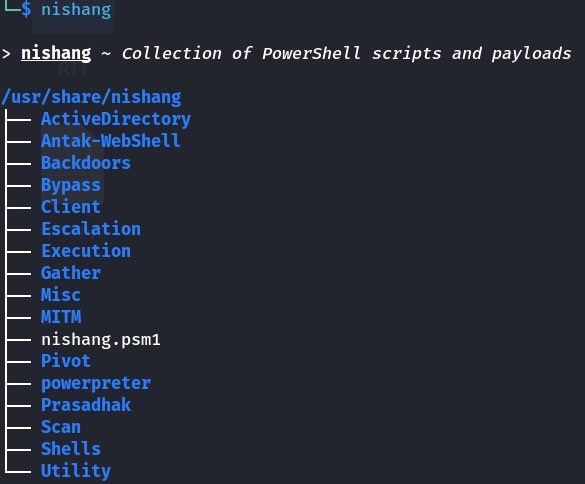 $ nishang
> nishang ~ Collection of PowerShell scripts and payloads
/usr/share/nishang
ActiveDirectory
Antak-WebShell
Backdoors
Bypass
Client
Escalation
Execution
Gather
Misc
MITM
nishang.psm1
Pivot
powerpreter
Prasadhak
Scan
Shells
Utility